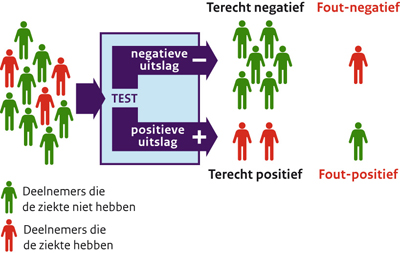 Terecht negatief
Fout-negatief
negatieve
uitslag
−
TEST
positieve
uitslag
+
Terecht positief
Fout-positief
Deelnemers die
de ziekte niet hebben
Deelnemers die
de ziekte hebben